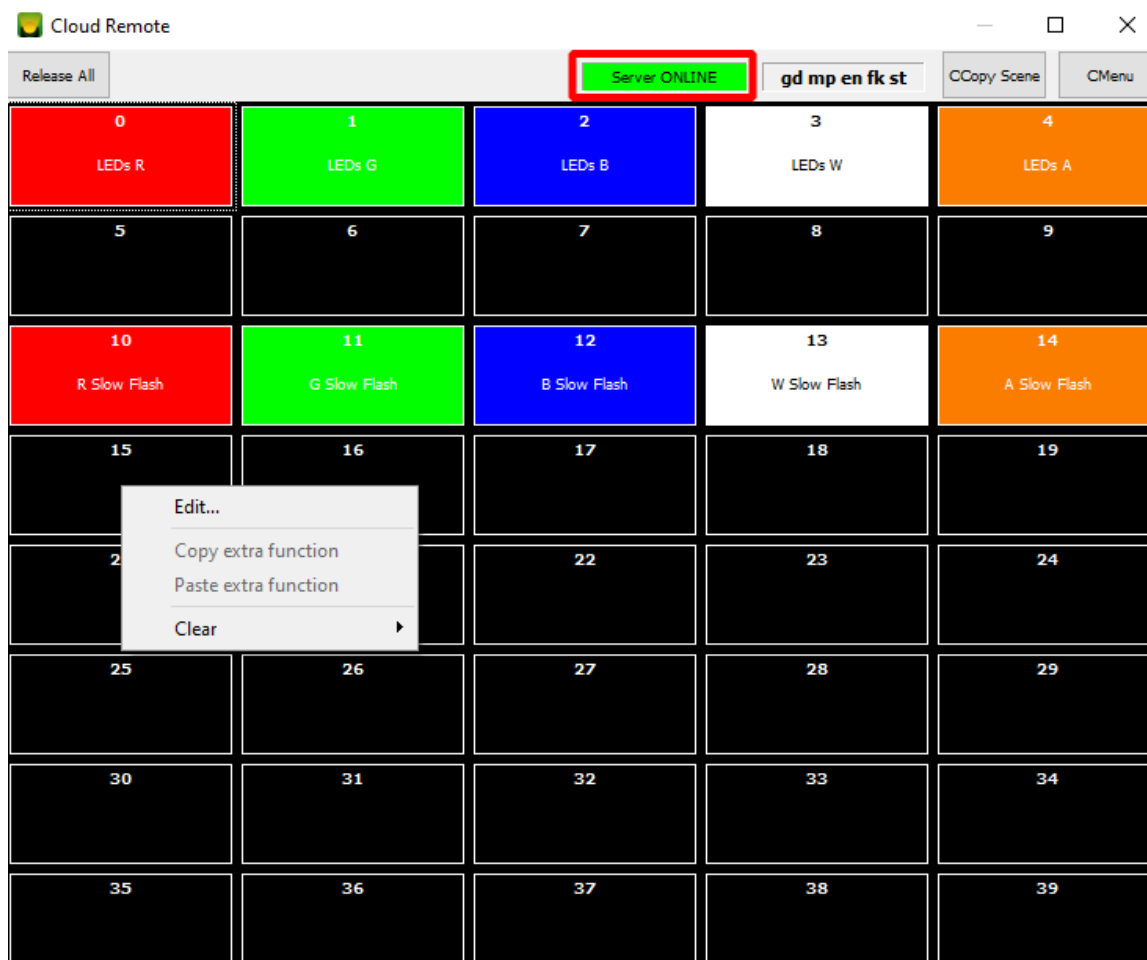 Cloud Remote
Release All
Server ONLINE
gd mp en fk st
CCopy Scene
CMenu
0
LEDs R
1
LEDs G
2
LEDs B
3
LEDs W
4
LEDs A
5
6
7
8
9
10
R Slow Flash
11
G Slow Flash
12
B Slow Flash
13
W Slow Flash
14
A Slow Flash
15
16
17
18
19
Edit...
Copy extra function
Paste extra function
Clear
22
23
24
25
26
27
28
29
30
31
32
33
34
35
36
37
38
39